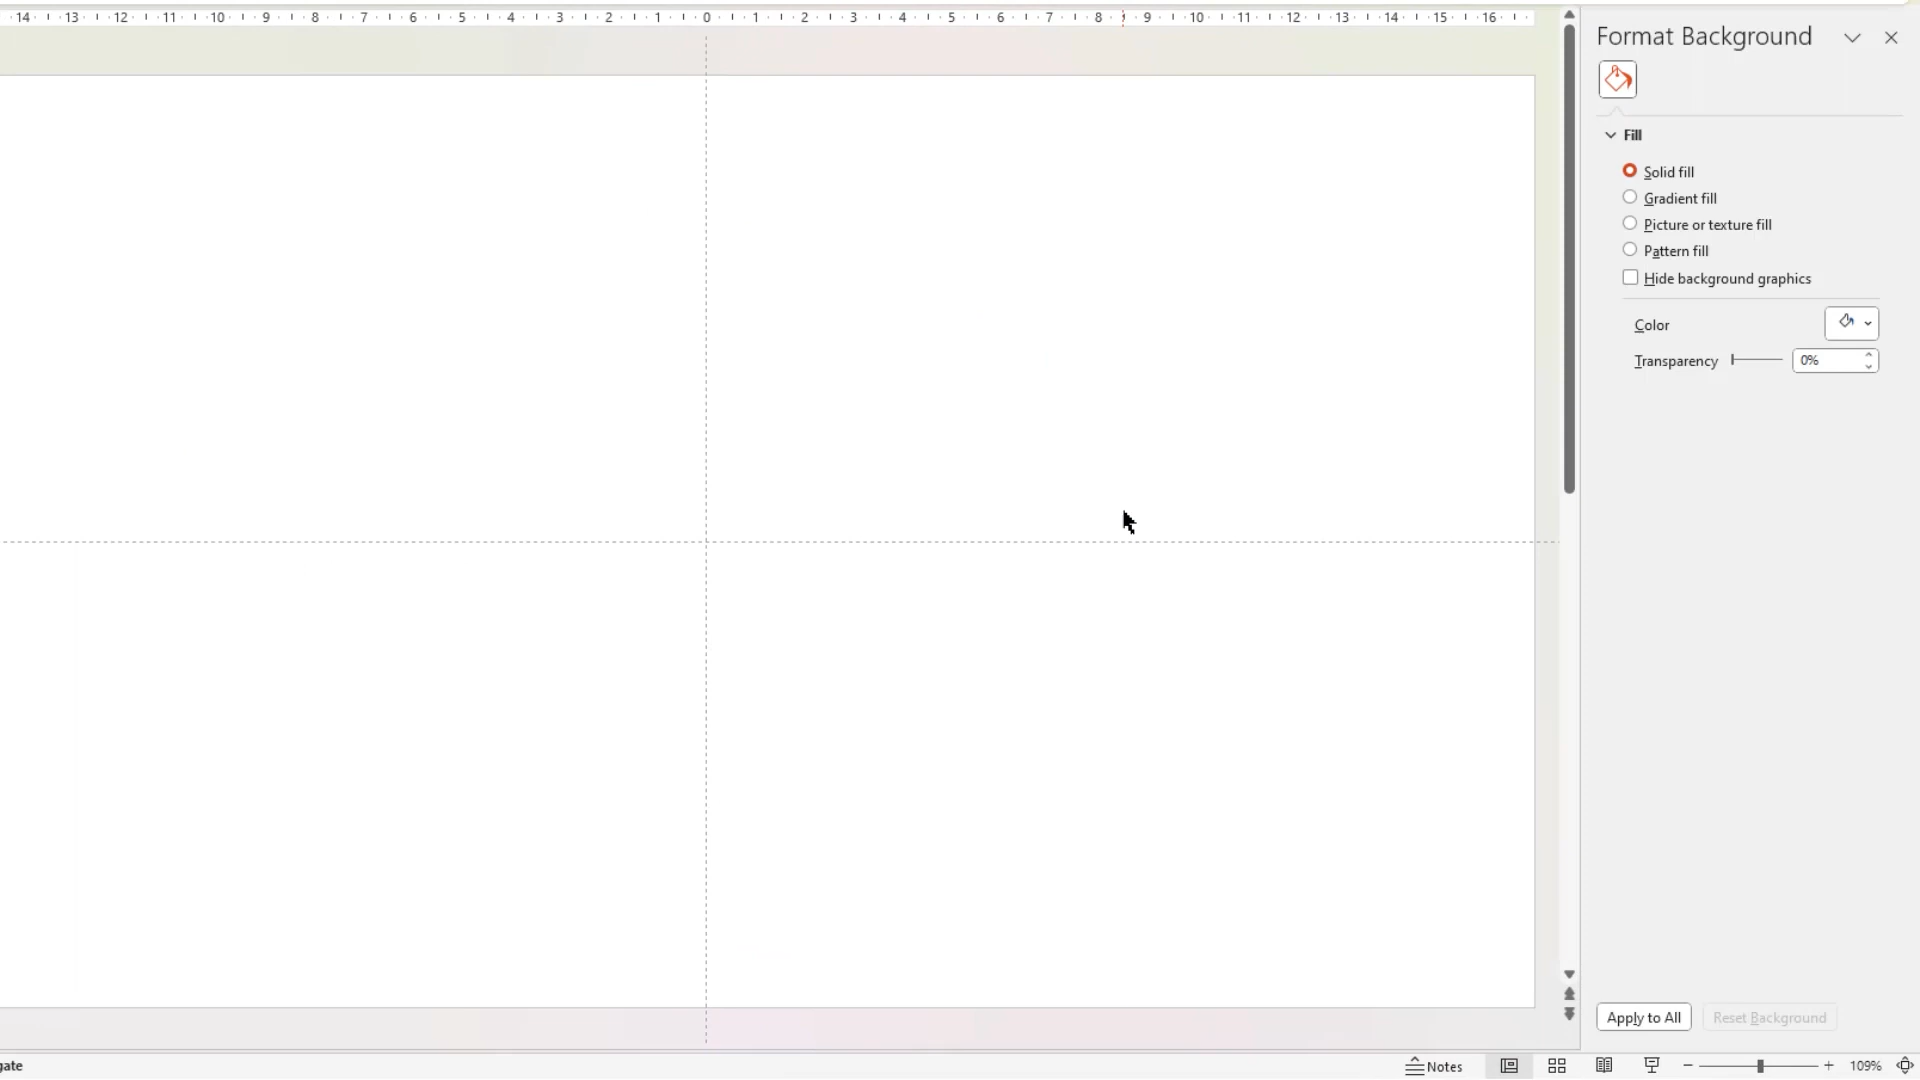 14 13 12 11 10 9 8 7 6 5 4 3 2 1 0 1 2 3 4 5 6 7 8 9 10 11 12 13 14 15 16
Format Background
Fill
Solid fill
Gradient fill
Picture or texture fill
Pattern fill
Hide background graphics
Color
Transparency 0%
Apply to All Reset Background
gate Notes 109%